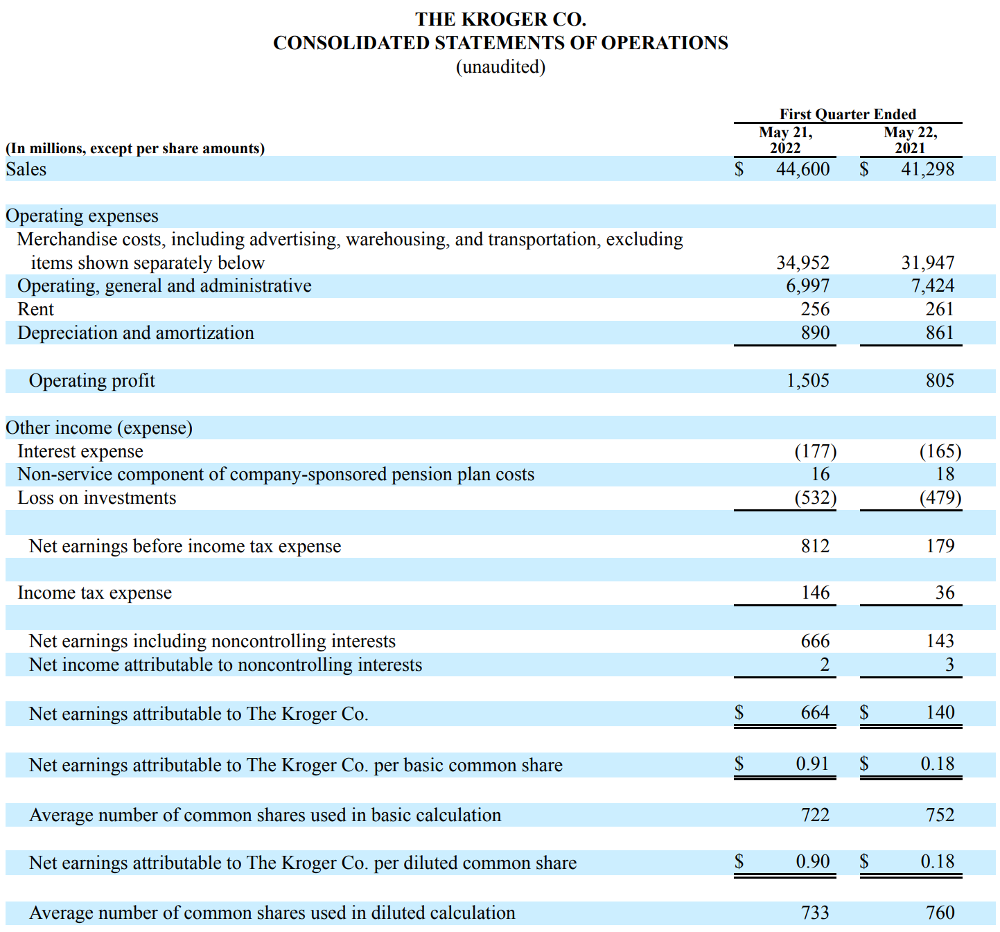 THE KROGER CO.
CONSOLIDATED STATEMENTS OF OPERATIONS
(unaudited)
First Quarter Ended
May 21, May 22,
(In millions, except per share amounts) 2022 2021
Sales $ 44,600 $ 41,298
Operating expenses
Merchandise costs, including advertising, warehousing, and transportation, excluding
items shown separately below 34,952 31,947
Operating, general and administrative 6,997 7,424
Rent 256 261
Depreciation and amortization 890 861
Operating profit 1,505 805
Other income (expense)
Interest expense (177) (165)
Non-service component of company-sponsored pension plan costs 16 18
Loss on investments (532) (479)
Net earnings before income tax expense 812 179
Income tax expense 146 36
Net earnings including noncontrolling interests 666 143
Net income attributable to noncontrolling interests 2 3
Net earnings attributable to The Kroger Co. $ 664 $ 140
Net earnings attributable to The Kroger Co. per basic common share $ 0.91 $ 0.18
Average number of common shares used in basic calculation 722 752
Net earnings attributable to The Kroger Co. per diluted common share $ 0.90 $ 0.18
Average number of common shares used in diluted calculation 733 760